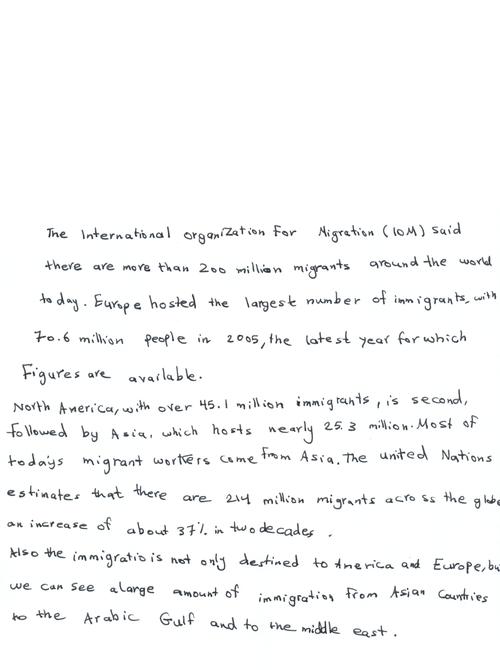 The International organization For Migration (IOM) said
there are more than 200 million migrants around the world
today. Europe hosted the largest number of immigrants, with
70.6 million people in 2005, the latest year for which
Figures are available.
North America, with over 45.1 million immigrants, is second,
followed by Asia, which hosts nearly 25.3 million. Most of
today's migrant workers come from Asia. The united Nations
estimates that there are 214 million migrants across the globe
an increase of about 37% in two decades.
Also the immigratio is not only destined to America and Europe, bu
we can see a large amount of immigration from Asian Countries
to the Arabic Gulf and to the middle east.